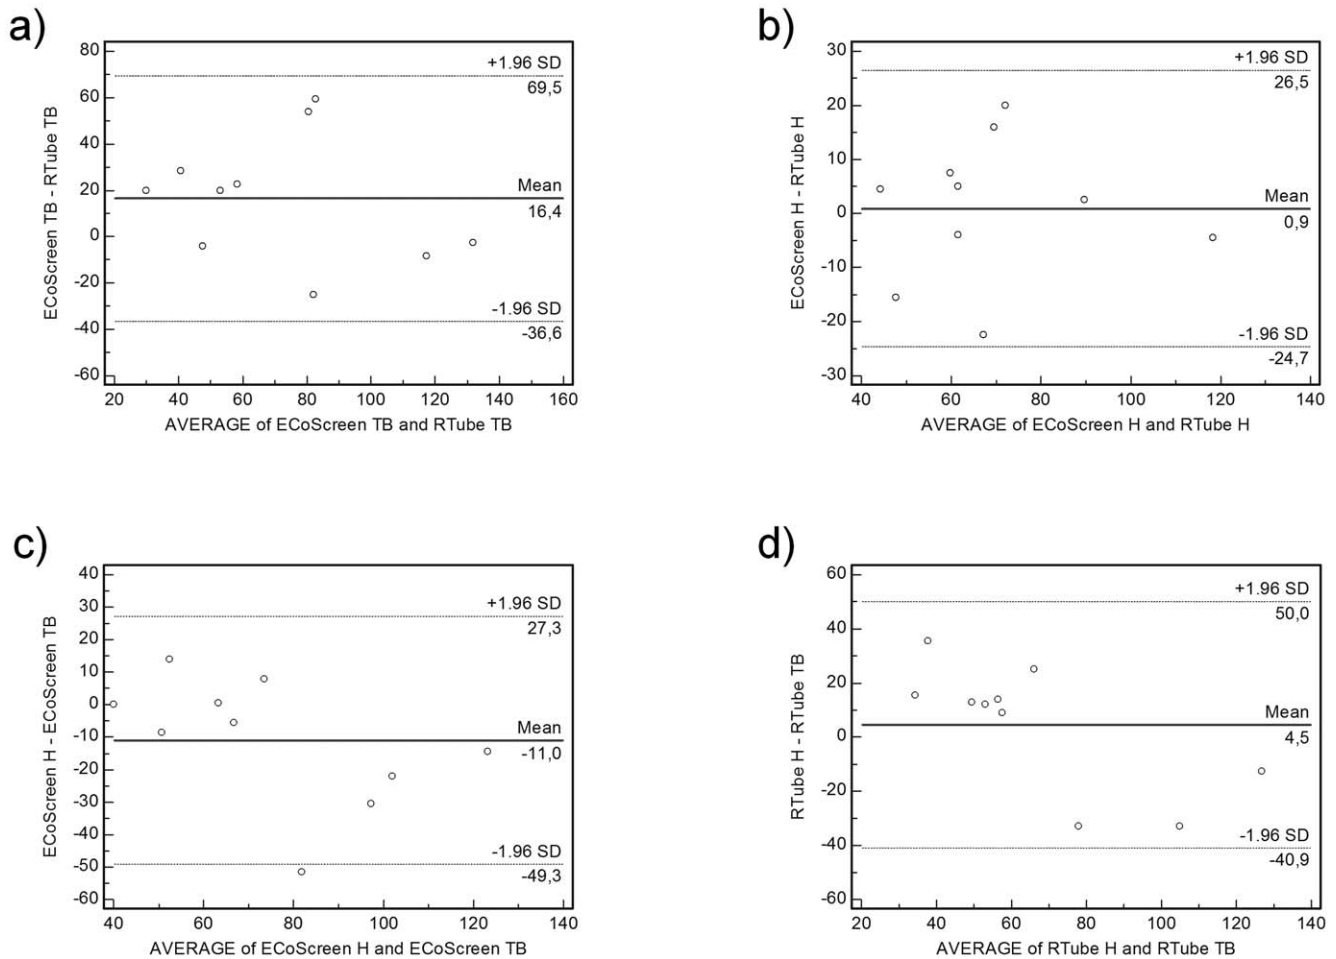 a)
80
60
40
20
0
-20
-40
-60
ECoScreen TB - RTube TB
+1.96 SD
69,5
Mean
16,4
-1.96 SD
-36,6
20 40 60 80 100 120 140 160
AVERAGE of ECoScreen TB and RTube TB
b)
30
20
10
0
-10
-20
-30
ECoScreen H - RTube H
+1.96 SD
26,5
Mean
0,9
-1.96 SD
-24,7
40 60 80 100 120 140
AVERAGE of ECoScreen H and RTube H
c)
40
30
20
10
0
-10
-20
-30
-40
-50
-60
ECoScreen H - ECoScreen TB
+1.96 SD
27,3
Mean
-11,0
-1.96 SD
-49,3
40 60 80 100 120 140
AVERAGE of ECoScreen H and ECoScreen TB
d)
60
40
20
0
-20
-40
-60
RTube H - RTube TB
+1.96 SD
50,0
Mean
4,5
-1.96 SD
-40,9
20 40 60 80 100 120 140
AVERAGE of RTube H and RTube TB